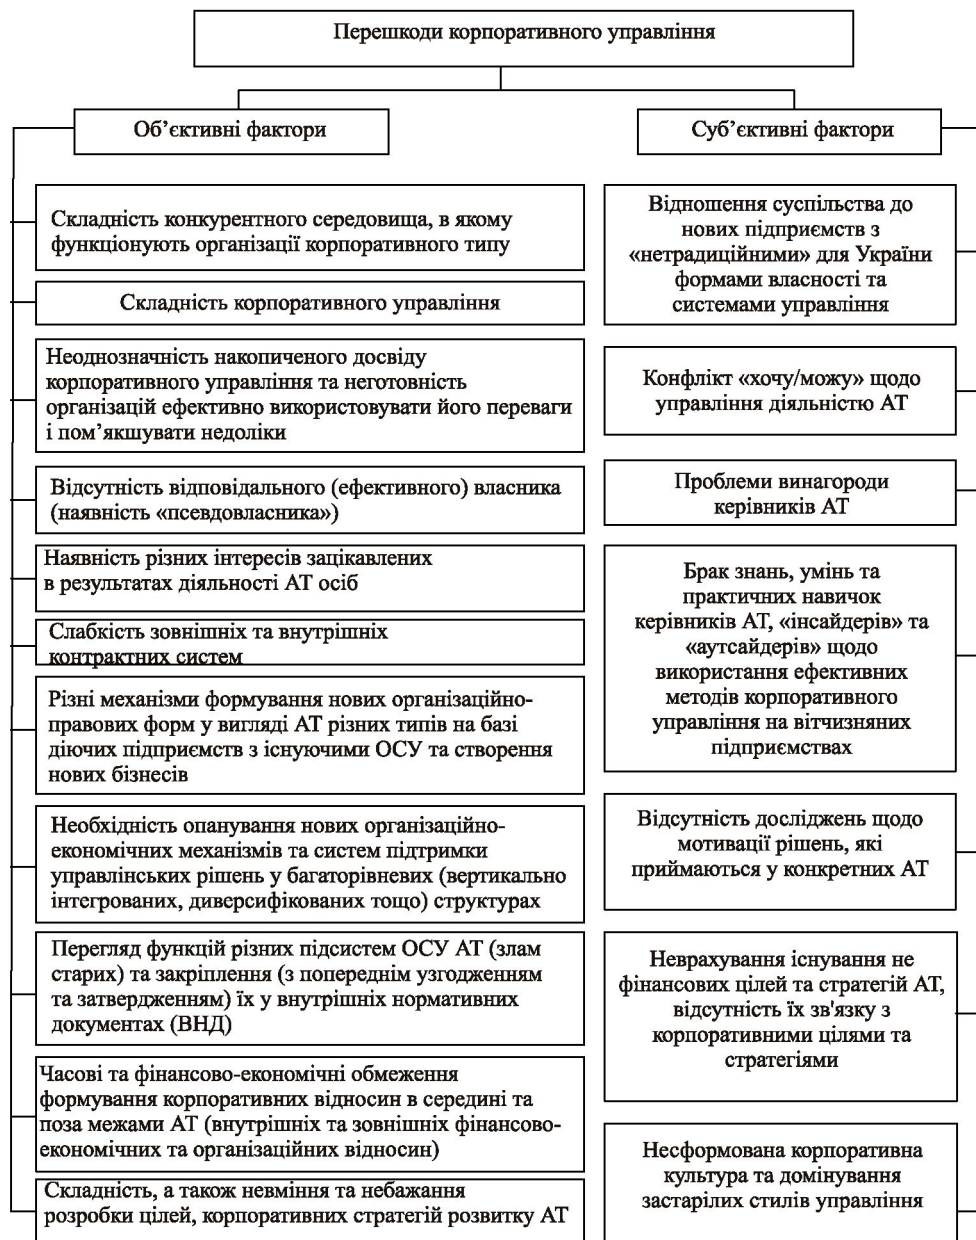 Перешкоди корпоративного управління
Об’єктивні фактори
Складність конкурентного середовища, в якому
функціонують організації корпоративного типу
Складність корпоративного управління
Неоднозначність накопиченого досвіду
корпоративного управління та неготовність
організацій ефективно використовувати його переваги
і пом’якшувати недоліки
Відсутність відповідального (ефективного) власника
(наявність «псевдовласника»)
Наявність різних інтересів зацікавлених
в результатах діяльності АТ осіб
Слабкість зовнішніх та внутрішніх
контрактних систем
Різні механізми формування нових організаційно-
правових форм у вигляді АТ різних типів на базі
діючих підприємств з існуючими ОСУ та створення
нових бізнесів
Необхідність опанування нових організаційно-
економічних механізмів та систем підтримки
управлінських рішень у багаторівневих (вертикально
інтегрованих, диверсифікованих тощо) структурах
Перегляд функцій різних підсистем ОСУ АТ (злам
старих) та закріплення (з попереднім узгодженням
та затвердженням) їх у внутрішніх нормативних
документах (ВНД)
Часові та фінансово-економічні обмеження
формування корпоративних відносин в середині та
поза межами АТ (внутрішніх та зовнішніх фінансово-
економічних та організаційних відносин)
Складність, а також невміння та небажання
розробки цілей, корпоративних стратегій розвитку АТ
Суб’єктивні фактори
Відношення суспільства до
нових підприємств з
«нетрадиційними» для України
формами власності та
системами управління
Конфлікт «хочу/можу» щодо
управління діяльністю АТ
Проблеми винагороди
керівників АТ
Брак знань, умінь та
практичних навичок
керівників АТ, «інсайдерів» та
«аутсайдерів» щодо
використання ефективних
методів корпоративного
управління на вітчизняних
підприємствах
Відсутність досліджень щодо
мотивації рішень, які
приймаються у конкретних АТ
Неврахування існування не
фінансових цілей та стратегій АТ,
відсутність їх зв'язку з
корпоративними цілями та
стратегіями
Несформована корпоративна
культура та домінування
застарілих стилів управління